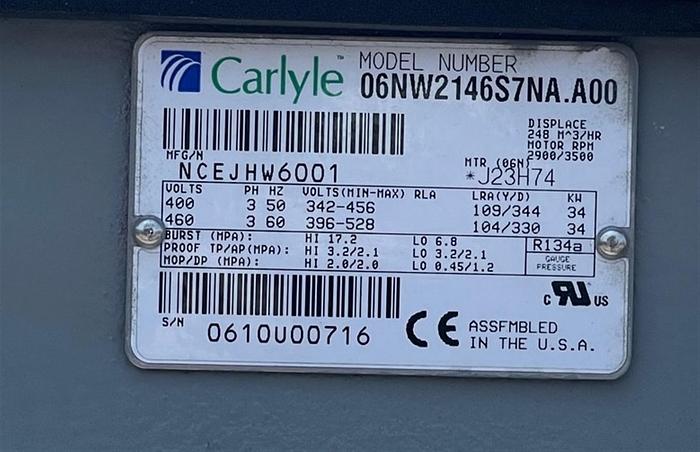 Carlyle™ MODEL NUMBER
06NW2146S7NA.A00
DISPLACE
248 M^3/HR
MOTOR RPM
2900/3500
MFG/N
NCEJHW6001
MTR (06N)
*J23H74
VOLTS PH HZ VOLTS(MIN-MAX) RLA LRA(Y/D) KW
400 3 50 342-456 109/344 34
460 3 60 396-528 104/330 34
BURST (MPA): HI 17.2 LO 6.8
PROOF TP/AP(MPA): HI 3.2/2.1 LO 3.2/2.1
MOP/DP (MPA): HI 2.0/2.0 LO 0.45/1.2
R134a
GAUGE
PRESSURE
S/N
0610U00716
CE
c RU US
ASSEMBLED
IN THE U.S.A.